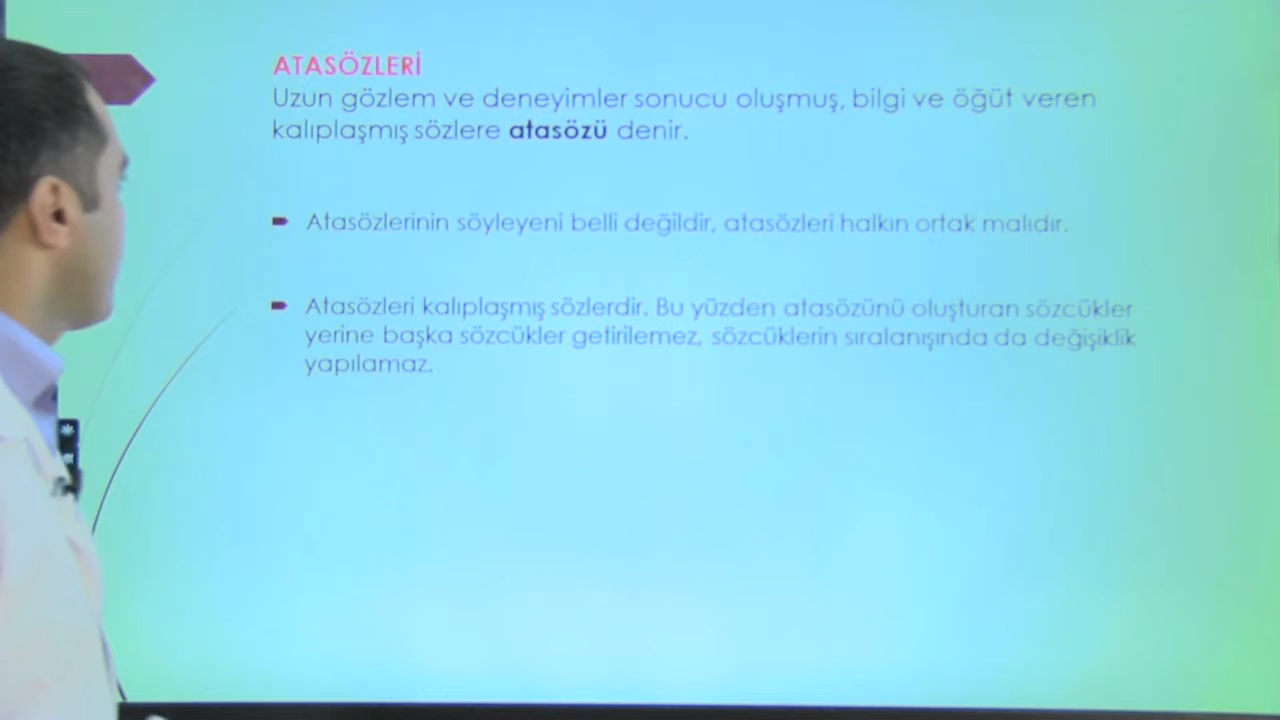 ATASÖZLERİ
Uzun gözlem ve deneyimler sonucu oluşmuş, bilgi ve öğüt veren
kalıplaşmış sözlere atasözü denir.
Atasözlerinin söyleyeni belli değildir, atasözleri halkın ortak malıdır.
Atasözleri kalıplaşmış sözlerdir. Bu yüzden atasözünü oluşturan sözcükler
yerine başka sözcükler getirilemez, sözcüklerin sıralanışında da değişiklik
yapılamaz.